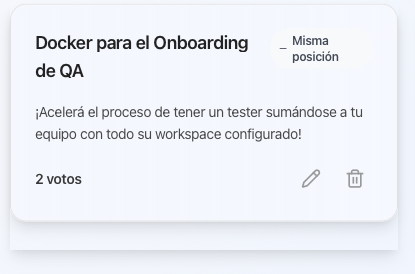 Docker para el Onboarding
de QA
– Misma
posición
¡Acelerá el proceso de tener un tester sumándose a tu
equipo con todo su workspace configurado!
2 votos